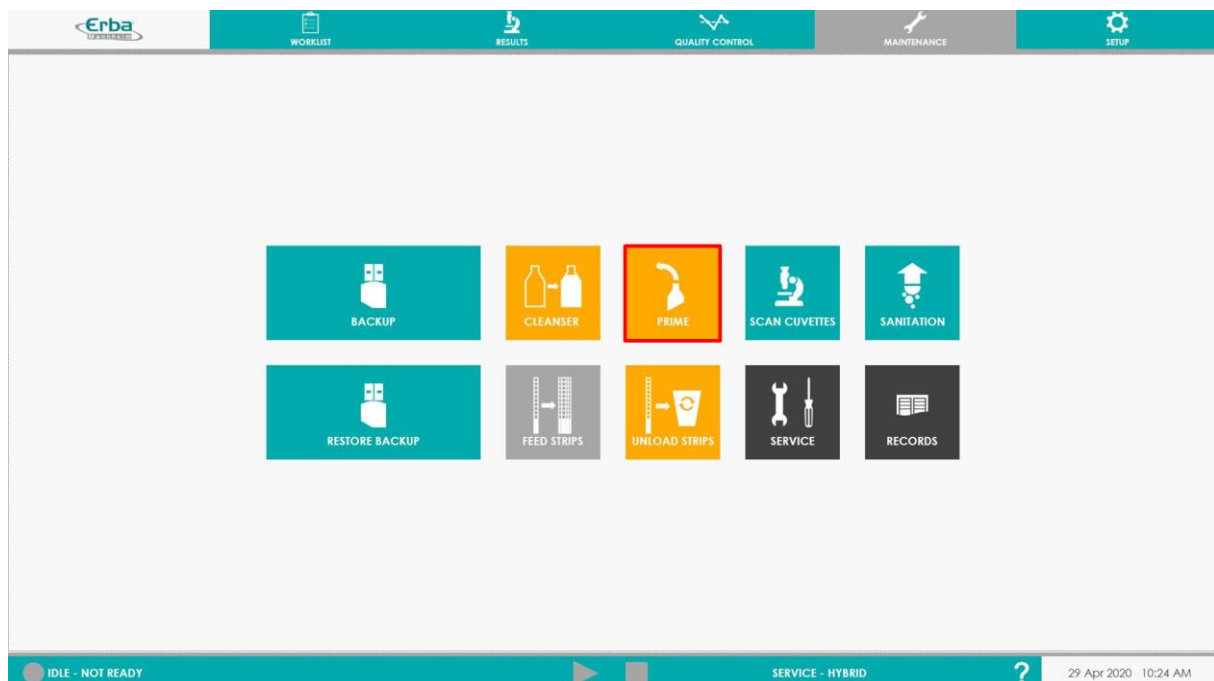 Erba
Mannheim
WORKLIST
RESULTS
QUALITY CONTROL
MAINTENANCE
SETUP
BACKUP
CLEANSER
PRIME
SCAN CUVETTES
SANITATION
RESTORE BACKUP
FEED STRIPS
UNLOAD STRIPS
SERVICE
RECORDS
IDLE - NOT READY
SERVICE - HYBRID
?
29 Apr 2020 10:24 AM